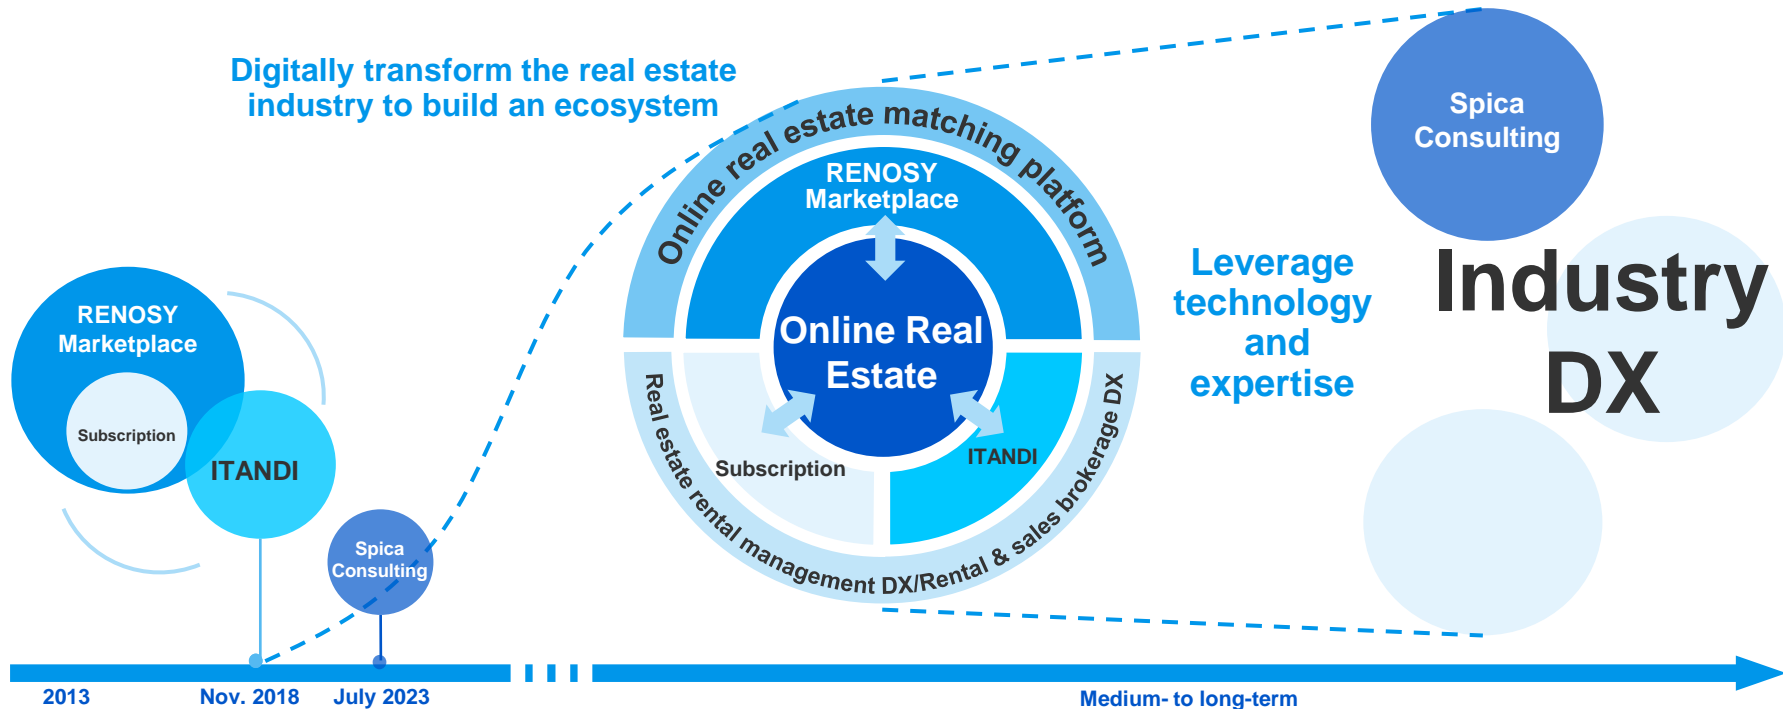 Digitally transform the real estate
industry to build an ecosystem
RENOSY
Marketplace
Subscription
ITANDI
Spica
Consulting
Online real estate matching platform
RENOSY
Marketplace
Online Real
Estate
Subscription
ITANDI
Real estate rental management DX/Rental & sales brokerage DX
Leverage
technology
and
expertise
Spica
Consulting
Industry
DX
2013
Nov. 2018
July 2023
Medium- to long-term